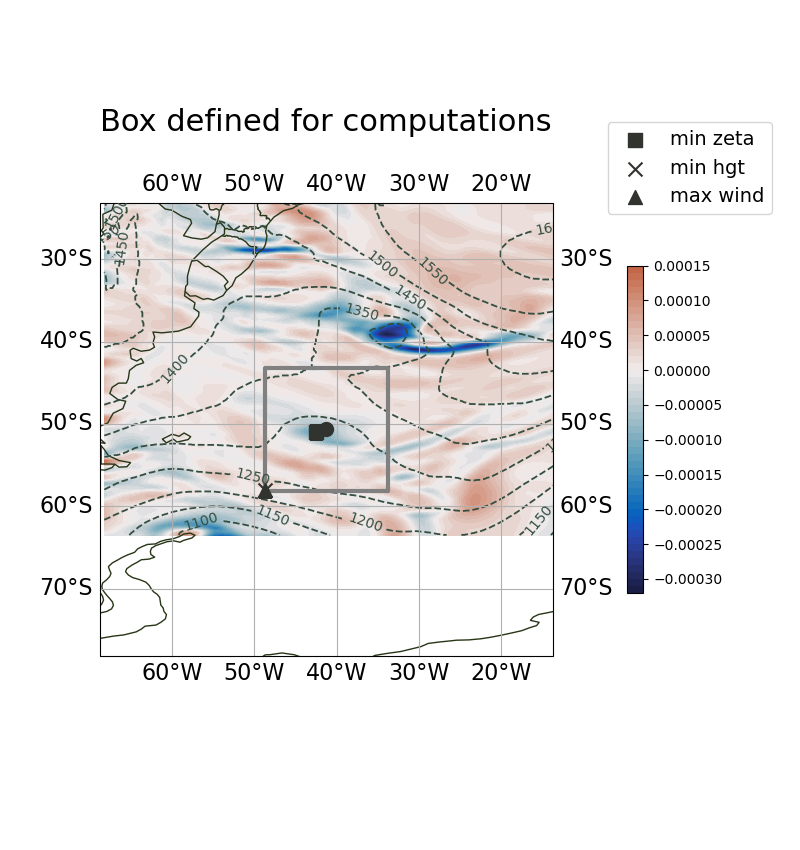 Box defined for computations
min zeta
min hgt
max wind
60°W 50°W 40°W 30°W 20°W
30°S 30°S
40°S 40°S
50°S 50°S
60°S 60°S
70°S 70°S
60°W 50°W 40°W 30°W 20°W
0.00015
0.00010
0.00005
0.00000
−0.00005
−0.00010
−0.00015
−0.00020
−0.00025
−0.00030
1450
1500
1550
1450
16
1350
1400
1250
1150
1200
1100
1150